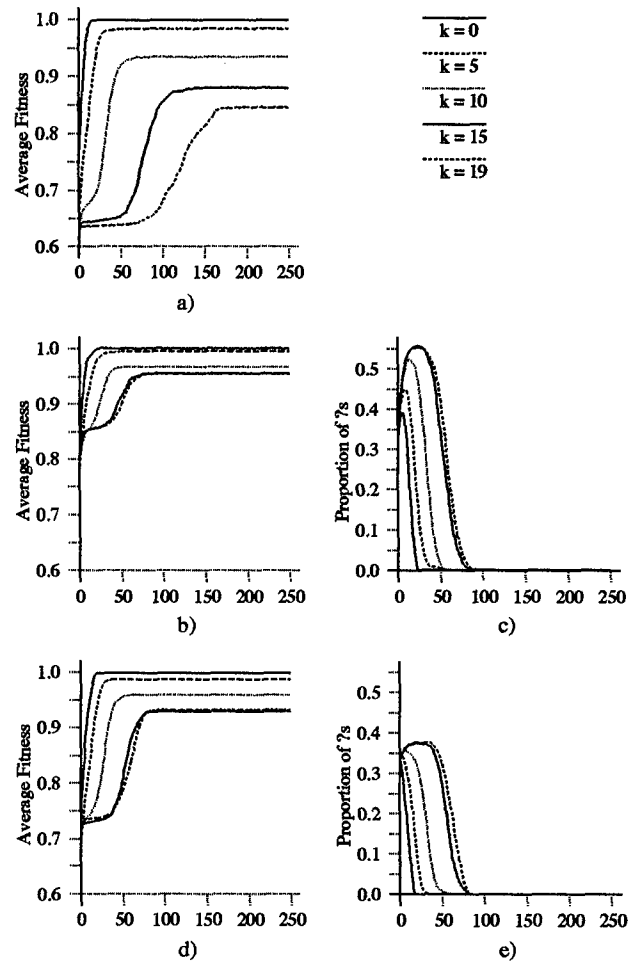 1.0
0.9
0.8
0.7
0.6
Average Fitness
0 50 100 150 200 250
a)
k = 0
k = 5
k = 10
k = 15
k = 19
1.0
0.9
0.8
0.7
0.6
Average Fitness
0 50 100 150 200 250
b)
0.5
0.4
0.3
0.2
0.1
0.0
Proportion of ?s
0 50 100 150 200 250
c)
1.0
0.9
0.8
0.7
0.6
Average Fitness
0 50 100 150 200 250
d)
0.5
0.4
0.3
0.2
0.1
0.0
Proportion of ?s
0 50 100 150 200 250
e)